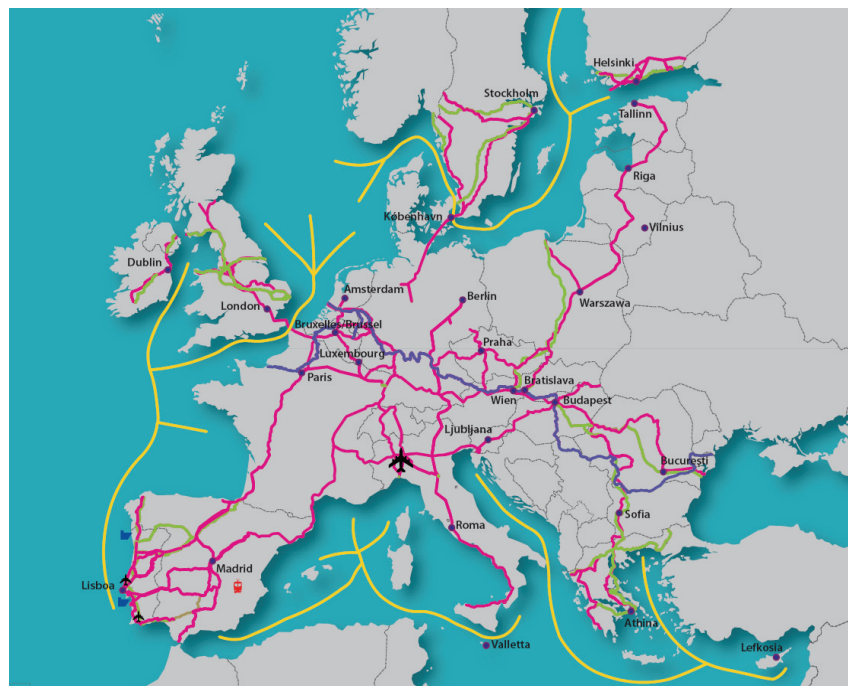 Helsinki
Stockholm
Tallinn
Riga
København
Vilnius
Dublin
Amsterdam
Berlin
Warszawa
London
Bruxelles/Brussel
Praha
Luxembourg
Paris
Bratislava
Wien
Budapest
Ljubljana
Bucuresti
Sofia
Roma
Madrid
Lisboa
Athina
Valletta
Lefkosia